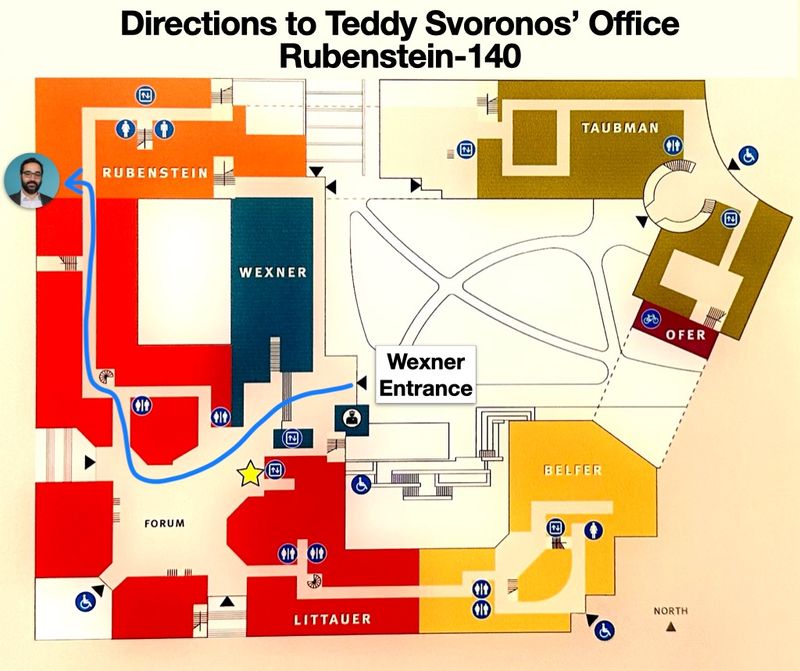 Directions to Teddy Svoronos’ Office
Rubenstein-140
TAUBMAN
RUBENSTEIN
WEXNER
OFER
Wexner
Entrance
BELFER
FORUM
LITTAUER
NORTH